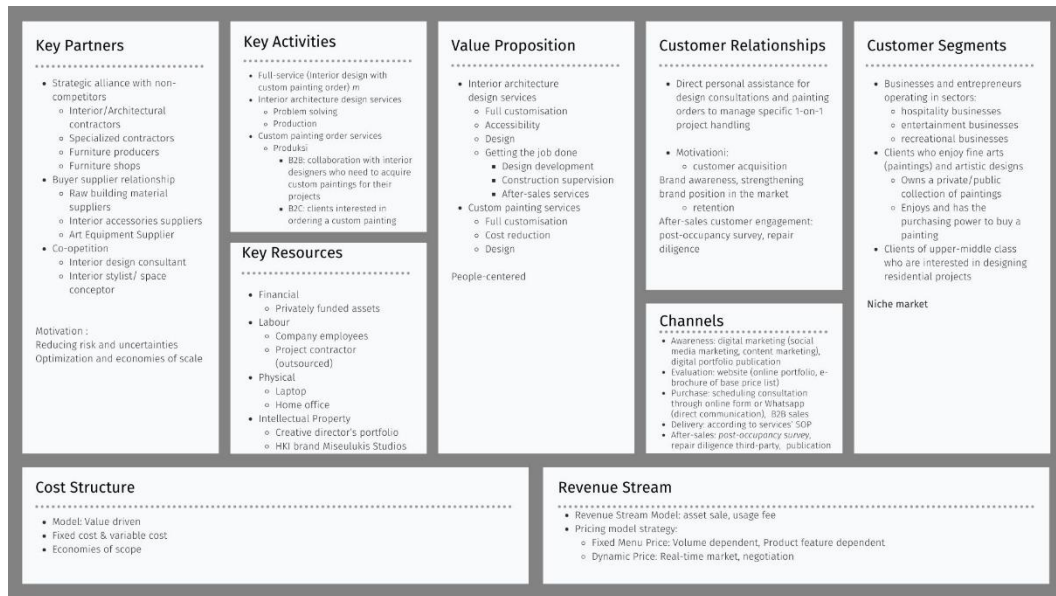 Key Partners
Strategic alliance with non-
competitors
Interior/Architectural
contractors
Specialized contractors
Furniture producers
Furniture shops
Buyer supplier relationship
Raw building material
suppliers
Interior accessories suppliers
Art Equipment Supplier
Co-opetition
Interior design consultant
Interior stylist/ space
conceptor
Motivation :
Reducing risk and uncertainties
Optimization and economies of scale
Key Activities
Full-service (Interior design with
custom painting order) m
Interior architecture design services
Problem solving
Production
Custom painting order services
Produksi
B2B: collaboration with interior
designers who need to acquire
custom paintings for their
projects
B2C: clients interested in
ordering a custom painting
Key Resources
Financial
Privately funded assets
Labour
Company employees
Project contractor
(outsourced)
Physical
Laptop
Home office
Intellectual Property
Creative director's portfolio
HKI brand Miseulukis Studios
Value Proposition
Interior architecture
design services
Full customisation
Accessibility
Design
Getting the job done
Design development
Construction supervision
After-sales services
Custom painting services
Full customisation
Cost reduction
Design
People-centered
Customer Relationships
Direct personal assistance for
design consultations and painting
orders to manage specific 1-on-1
project handling
Motivationi:
customer acquisition
Brand awareness, strengthening
brand position in the market
retention
After-sales customer engagement:
post-occupancy survey, repair
diligence
Channels
Awareness: digital marketing (social
media marketing, content marketing),
digital portfolio publication
Evaluation: website (online portfolio, e-
brochure of base price list)
Purchase: scheduling consultation
through online form or Whatsapp
(direct communication), B2B sales
Delivery: according to services' SOP
After-sales: post-occupancy survey,
repair diligence third-party, publication
Customer Segments
Businesses and entrepreneurs
operating in sectors:
hospitality businesses
entertainment businesses
recreational businesses
Clients who enjoy fine arts
(paintings) and artistic designs
Owns a private/public
collection of paintings
Enjoys and has the
purchasing power to buy a
painting
Clients of upper-middle class
who are interested in designing
residential projects
Niche market
Cost Structure
Model: Value driven
Fixed cost & variable cost
Economies of scope
Revenue Stream
Revenue Stream Model: asset sale, usage fee
Pricing model strategy:
Fixed Menu Price: Volume dependent, Product feature dependent
Dynamic Price: Real-time market, negotiation